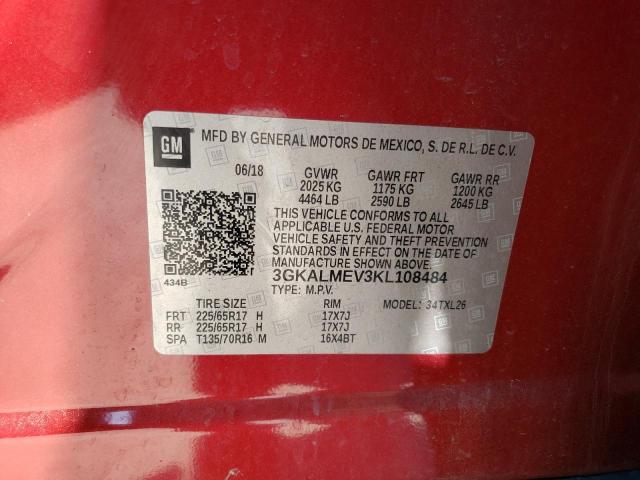 GM MFD BY GENERAL MOTORS DE MEXICO, S. DE R.L. DE C.V.
06/18 GVWR GAWR FRT GAWR RR
2025 KG 1175 KG 1200 KG
4464 LB 2590 LB 2645 LB
THIS VEHICLE CONFORMS TO ALL
APPLICABLE U.S. FEDERAL MOTOR
VEHICLE SAFETY AND THEFT PREVENTION
STANDARDS IN EFFECT ON THE DATE OF
MANUFACTURE SHOWN ABOVE.
434B 3GKALMEV3KL108484
TYPE: M.P.V. MODEL: 34TXL26
TIRE SIZE RIM
FRT 225/65R17 H 17X7J
RR 225/65R17 H 17X7J
SPA T135/70R16 M 16X4BT